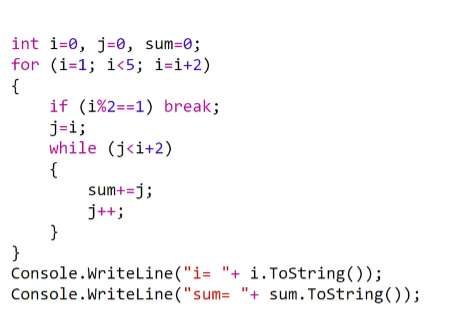 int i=0, j=0, sum=0;
for (i=1; i<5; i=i+2)
{
    if (i%2==1) break;
    j=i;
    while (j<i+2)
    {
        sum+=j;
        j++;
    }
}
Console.WriteLine("i= "+ i.ToString());
Console.WriteLine("sum= "+ sum.ToString());